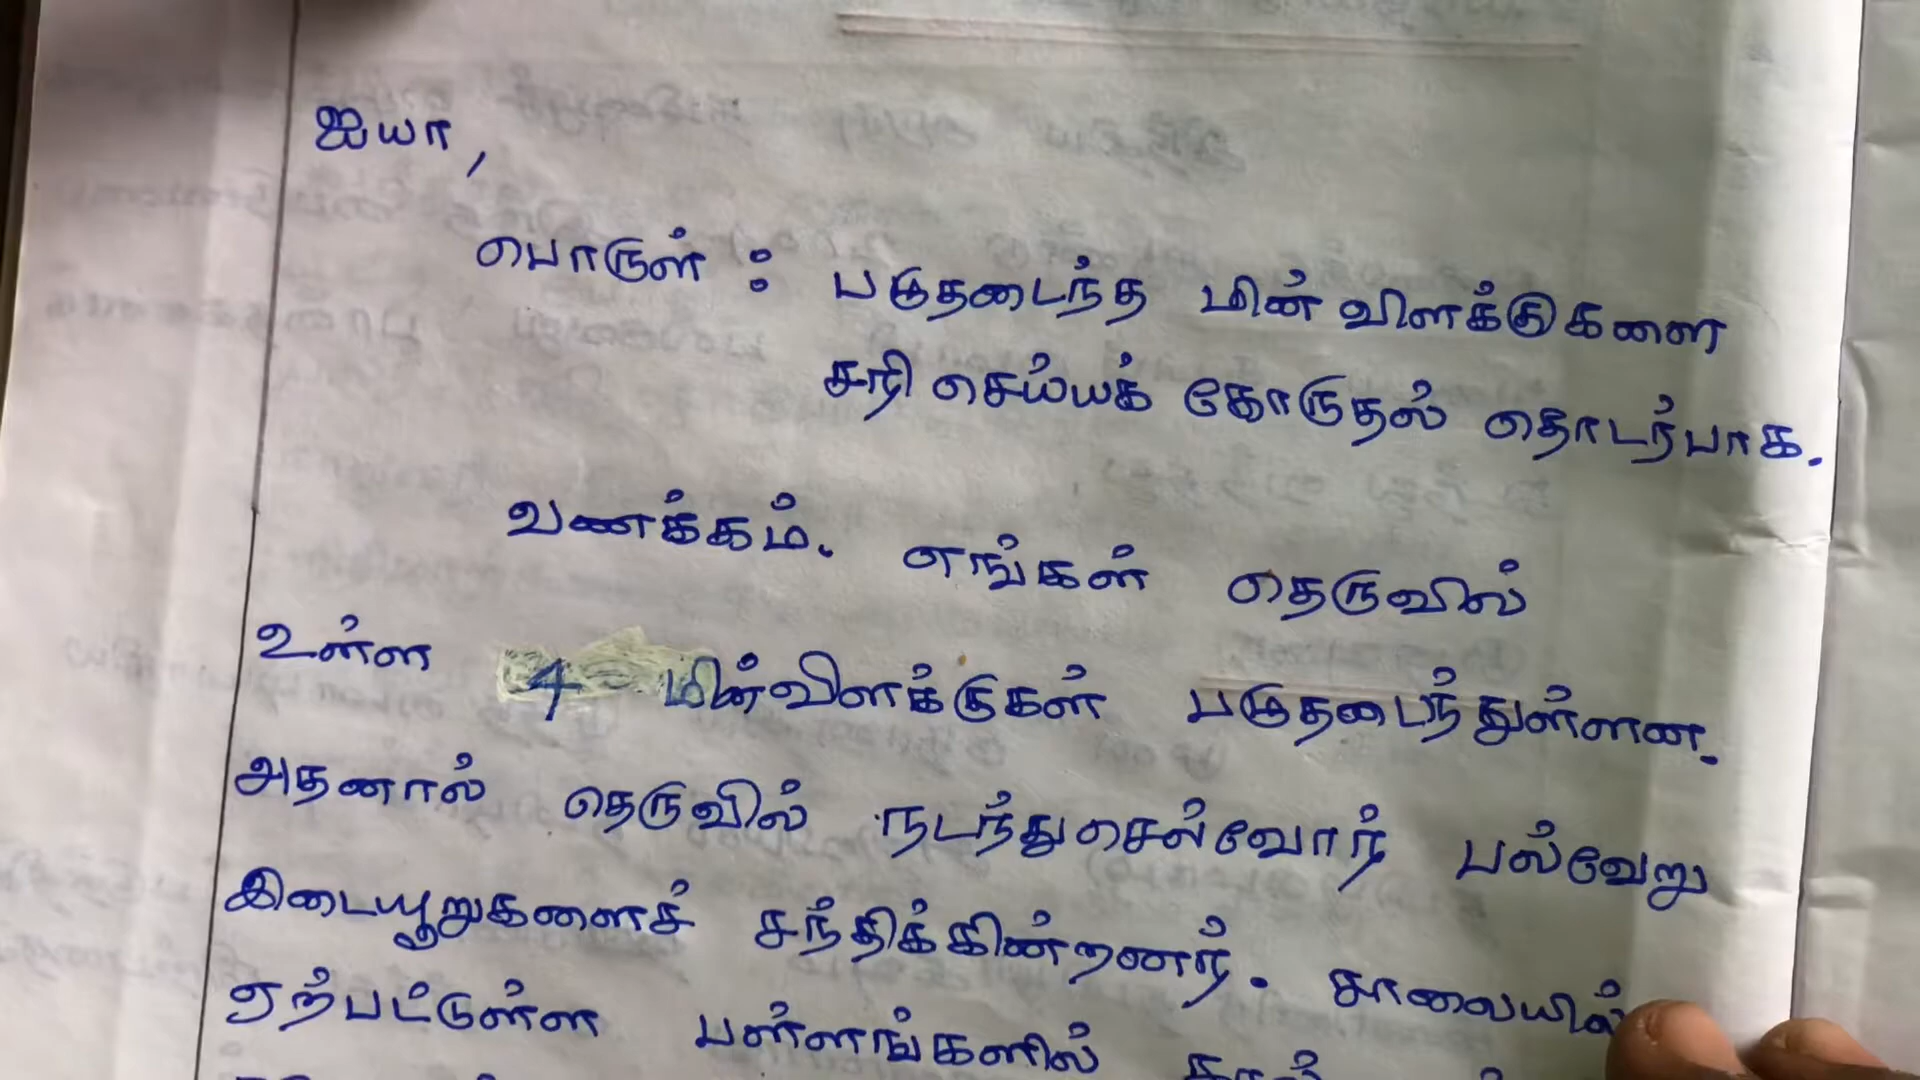 ஐயா,
பொருள் : பழுதடைந்த மின் விளக்குகளை
சரி செய்யக் கோருதல் தொடர்பாக.
வணக்கம். எங்கள் தெருவில்
உள்ள 4 மின்விளக்குகள் பழுதடைந்துள்ளன.
அதனால் தெருவில் நடந்துசெல்வோர் பல்வேறு
இடையூறுகளைச் சந்திக்கின்றனர். சாலையில்
ஏற்பட்டுள்ள பள்ளங்களில்